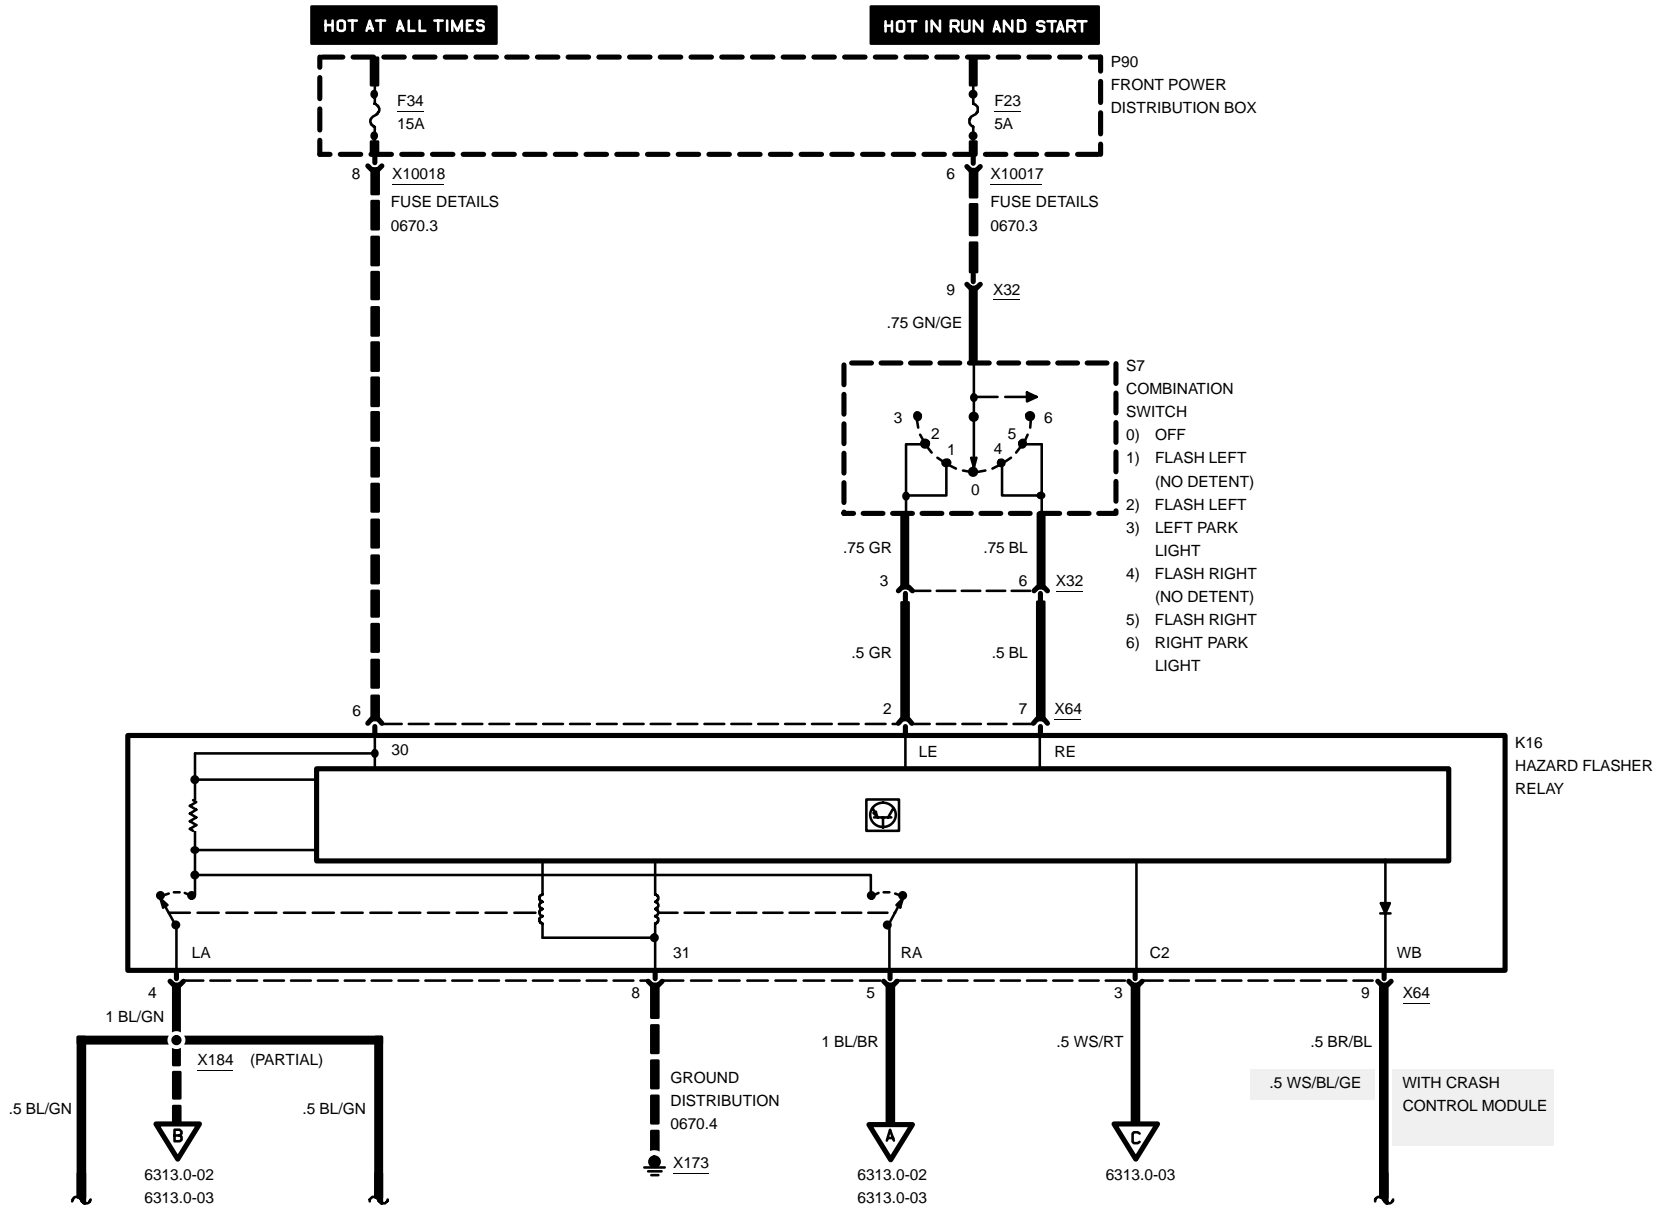 HOT AT ALL TIMES
HOT IN RUN AND START
P90
FRONT POWER
DISTRIBUTION BOX
F34
15A
F23
5A
8
X10018
FUSE DETAILS
0670.3
6
X10017
FUSE DETAILS
0670.3
9
X32
.75 GN/GE
S7
COMBINATION
SWITCH
0) OFF
1) FLASH LEFT
(NO DETENT)
2) FLASH LEFT
3) LEFT PARK
LIGHT
4) FLASH RIGHT
(NO DETENT)
5) FLASH RIGHT
6) RIGHT PARK
LIGHT
3
2
1
0
4
5
6
.75 GR
.75 BL
3
6
X32
.5 GR
.5 BL
6
2
7
X64
30
LE
RE
K16
HAZARD FLASHER
RELAY
LA
31
RA
C2
WB
4
8
5
3
9
X64
1 BL/GN
X184 (PARTIAL)
.5 BL/GN
.5 BL/GN
B
6313.0-02
6313.0-03
GROUND
DISTRIBUTION
0670.4
X173
1 BL/BR
A
6313.0-02
6313.0-03
.5 WS/RT
C
6313.0-03
.5 BR/BL
.5 WS/BL/GE
WITH CRASH
CONTROL MODULE